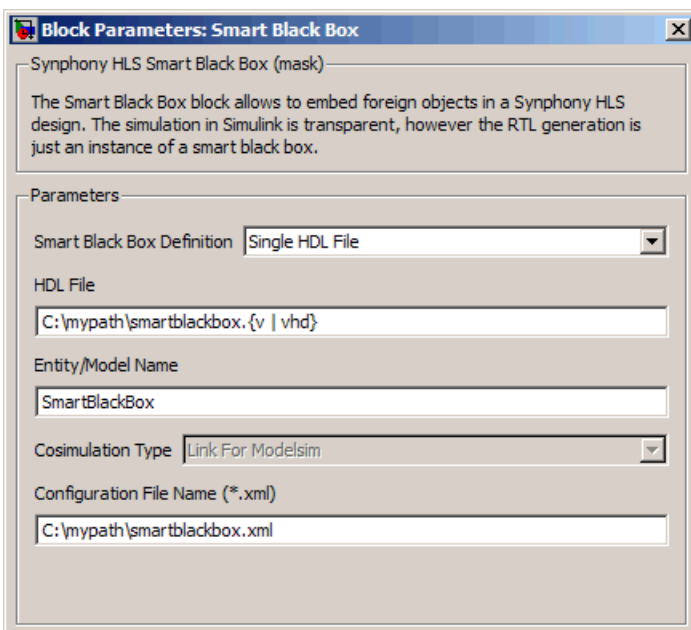 Block Parameters: Smart Black Box
Synphony HLS Smart Black Box (mask)
The Smart Black Box block allows to embed foreign objects in a Synphony HLS
design. The simulation in Simulink is transparent, however the RTL generation is
just an instance of a smart black box.
Parameters
Smart Black Box Definition Single HDL File
HDL File
C:\mypath\smartblackbox.{v | vhd}
Entity/Model Name
SmartBlackBox
Cosimulation Type Link For Modelsim
Configuration File Name (*.xml)
C:\mypath\smartblackbox.xml